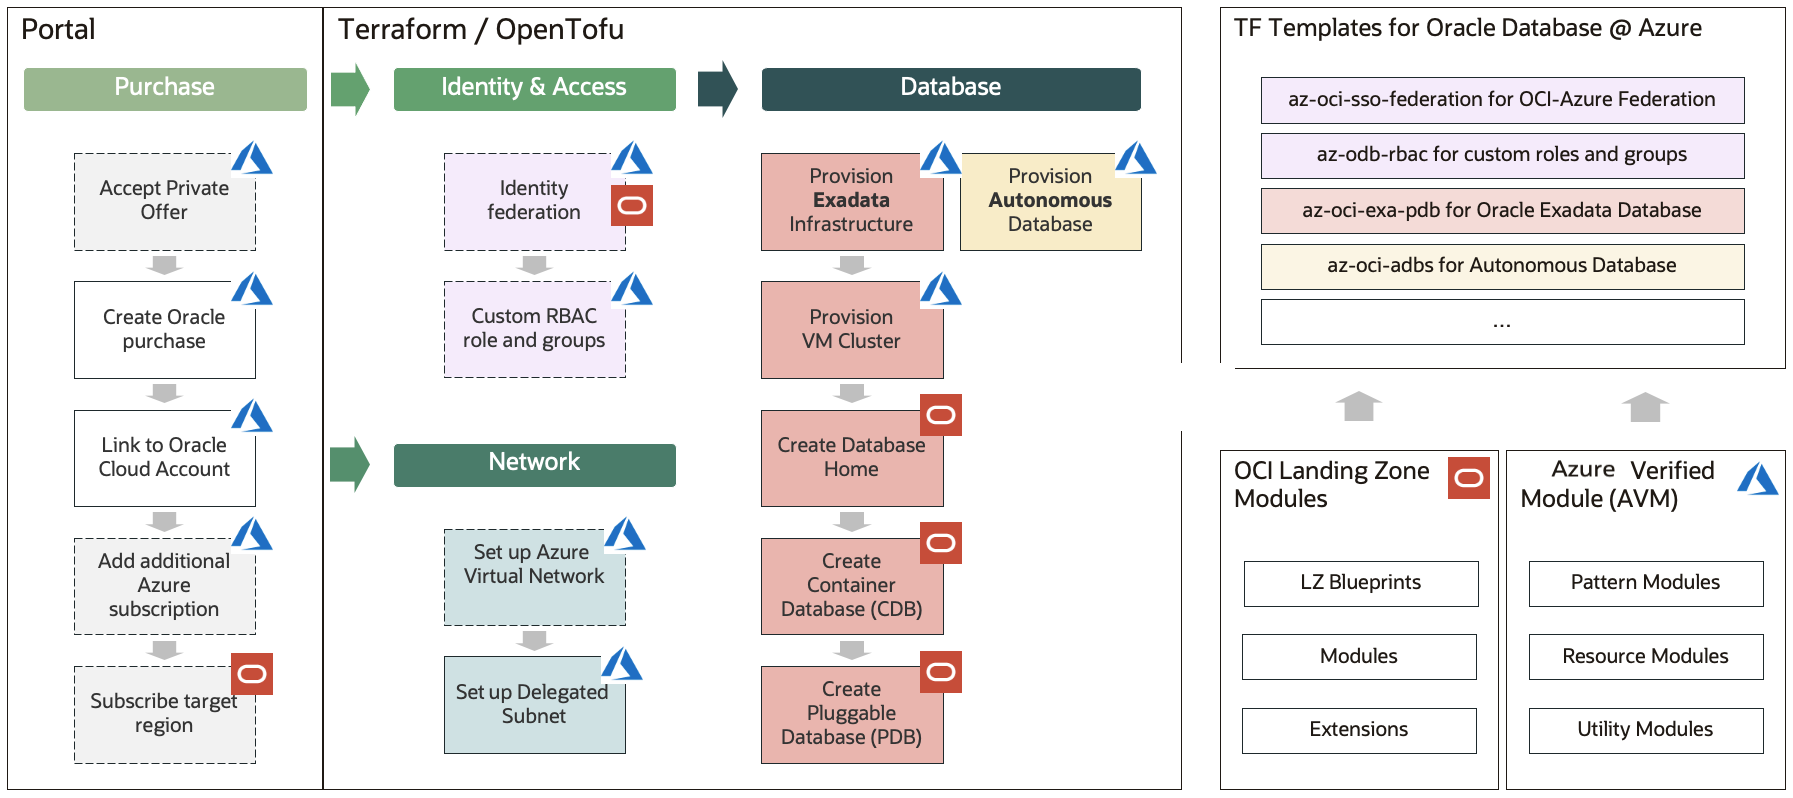 Portal
Purchase
Accept Private
Offer
Create Oracle
purchase
Link to Oracle
Cloud Account
Add additional
Azure
subscription
Subscribe target
region
Terraform / OpenTofu
Identity & Access
Identity
federation
Custom RBAC
role and groups
Network
Set up Azure
Virtual Network
Set up Delegated
Subnet
Database
Provision
Exadata
Infrastructure
Provision
Autonomous
Database
Provision
VM Cluster
Create Database
Home
Create
Container
Database (CDB)
Create
Pluggable
Database (PDB)
TF Templates for Oracle Database @ Azure
az-oci-sso-federation for OCI-Azure Federation
az-odb-rbac for custom roles and groups
az-oci-exa-pdb for Oracle Exadata Database
az-oci-adbs for Autonomous Database
...
OCI Landing Zone
Modules
LZ Blueprints
Modules
Extensions
Azure Verified
Module (AVM)
Pattern Modules
Resource Modules
Utility Modules